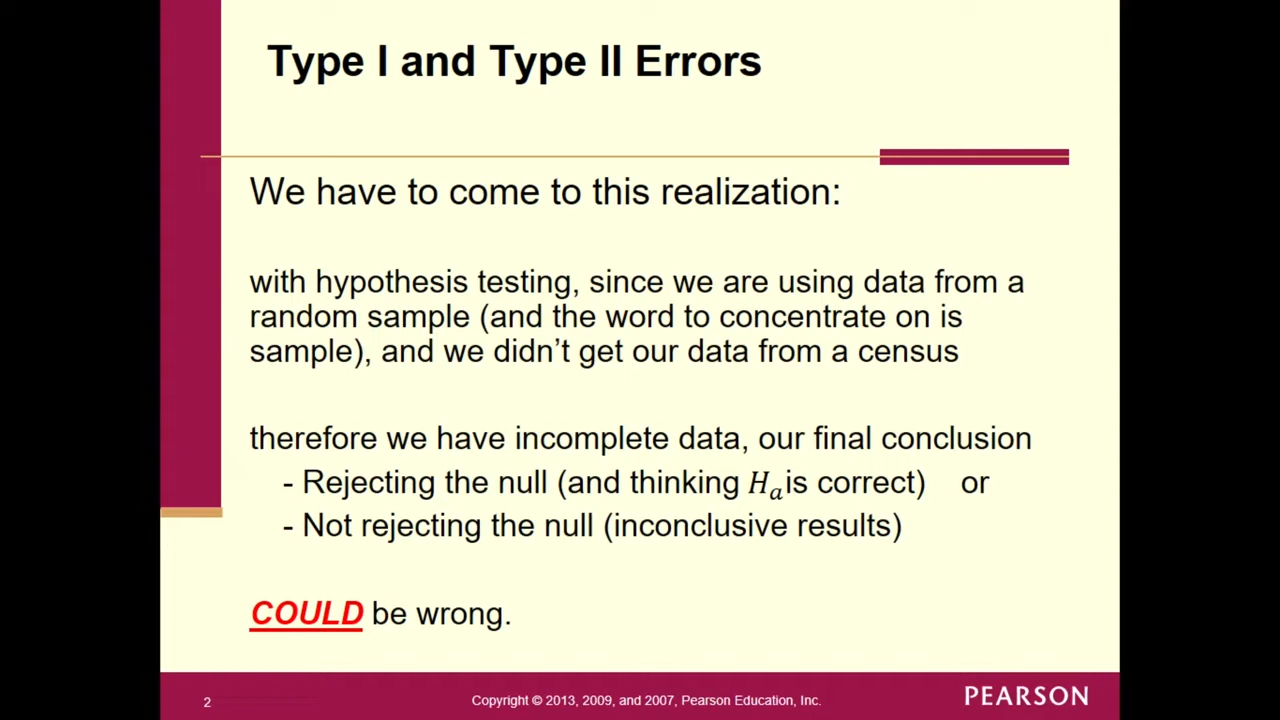 Type I and Type II Errors
We have to come to this realization:
with hypothesis testing, since we are using data from a
random sample (and the word to concentrate on is
sample), and we didn’t get our data from a census
therefore we have incomplete data, our final conclusion
- Rejecting the null (and thinking Hₐ is correct) or
- Not rejecting the null (inconclusive results)
COULD be wrong.
2
Copyright © 2013, 2009, and 2007, Pearson Education, Inc.
PEARSON